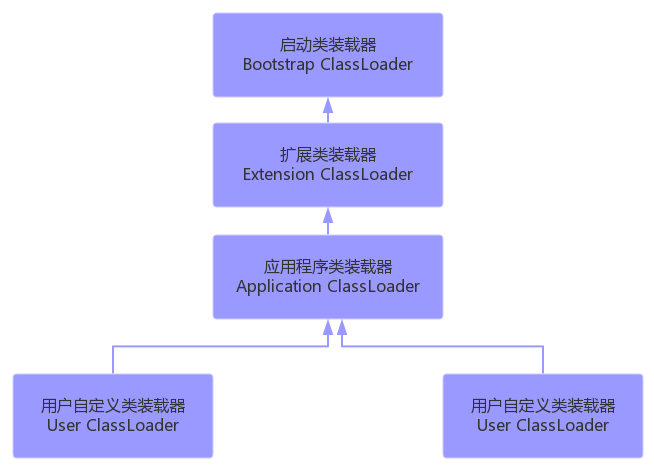 启动类装载器
Bootstrap ClassLoader
扩展类装载器
Extension ClassLoader
应用程序类装载器
Application ClassLoader
用户自定义类装载器
User ClassLoader
用户自定义类装载器
User ClassLoader